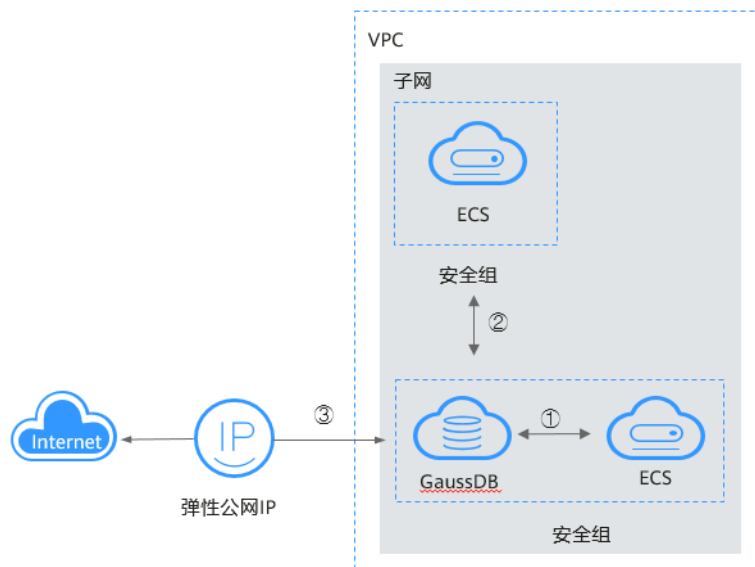 VPC
子网
ECS
安全组
②
③
①
Internet
IP
GaussDB
ECS
弹性公网IP
安全组